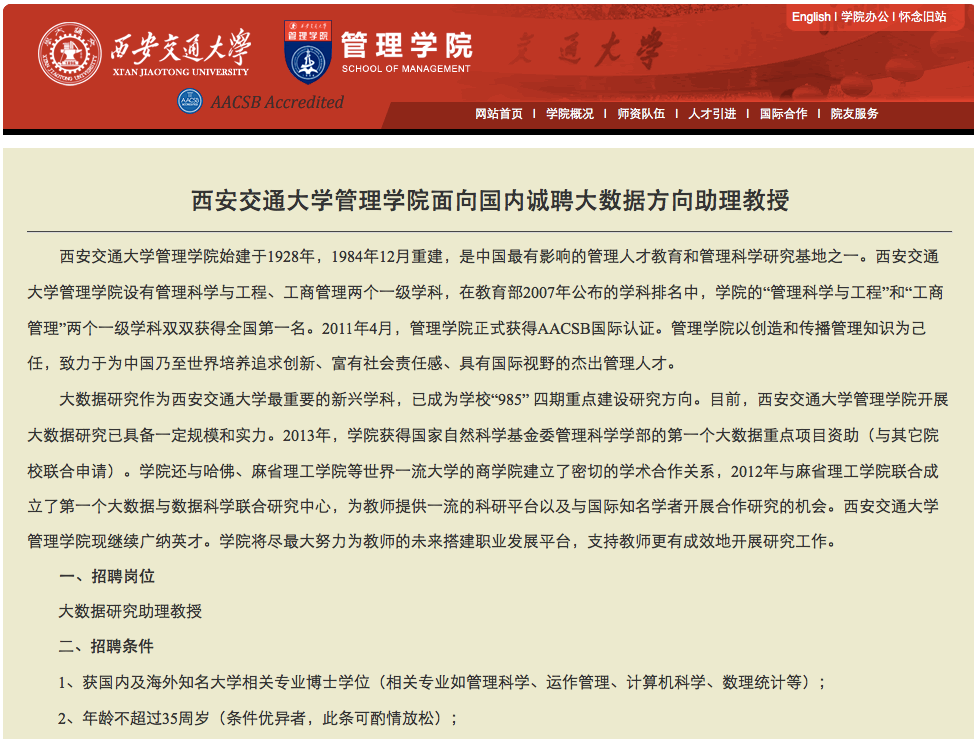 English | 学院办公 | 怀念旧站
西安交通大学
XI'AN JIAOTONG UNIVERSITY
管理学院
管理学院
SCHOOL OF MANAGEMENT
交通大学
AACSB Accredited
网站首页 | 学院概况 | 师资队伍 | 人才引进 | 国际合作 | 院友服务
西安交通大学管理学院面向国内诚聘大数据方向助理教授
西安交通大学管理学院始建于1928年，1984年12月重建，是中国最有影响的管理人才教育和管理科学研究基地之一。西安交通
大学管理学院设有管理科学与工程、工商管理两个一级学科，在教育部2007年公布的学科排名中，学院的“管理科学与工程”和“工商
管理”两个一级学科双双获得全国第一名。2011年4月，管理学院正式获得AACSB国际认证。管理学院以创造和传播管理知识为己
任，致力于为中国乃至世界培养追求创新、富有社会责任感、具有国际视野的杰出管理人才。
大数据研究作为西安交通大学最重要的新兴学科，已成为学校“985” 四期重点建设研究方向。目前，西安交通大学管理学院开展
大数据研究已具备一定规模和实力。2013年，学院获得国家自然科学基金委管理科学学部的第一个大数据重点项目资助（与其它院
校联合申请）。学院还与哈佛、麻省理工学院等世界一流大学的商学院建立了密切的学术合作关系，2012年与麻省理工学院联合成
立了第一个大数据与数据科学联合研究中心，为教师提供一流的科研平台以及与国际知名学者开展合作研究的机会。西安交通大学
管理学院现继续广纳英才。学院将尽最大努力为教师的未来搭建职业发展平台，支持教师更有成效地开展研究工作。
一、招聘岗位
大数据研究助理教授
二、招聘条件
1、获国内及海外知名大学相关专业博士学位（相关专业如管理科学、运作管理、计算机科学、数理统计等）；
2、年龄不超过35周岁（条件优异者，此条可酌情放松）；